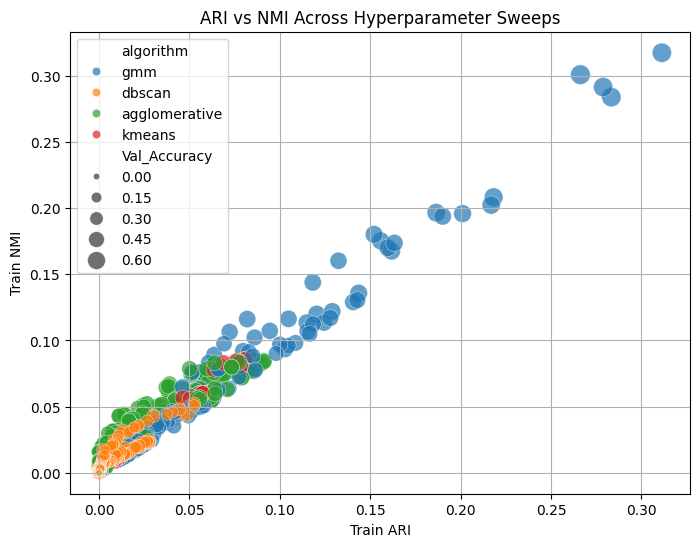 ARI vs NMI Across Hyperparameter Sweeps
algorithm
gmm
dbscan
agglomerative
kmeans
Val_Accuracy
0.00
0.15
0.30
0.45
0.60
Train NMI
0.30
0.25
0.20
0.15
0.10
0.05
0.00
0.00
0.05
0.10
0.15
0.20
0.25
0.30
Train ARI